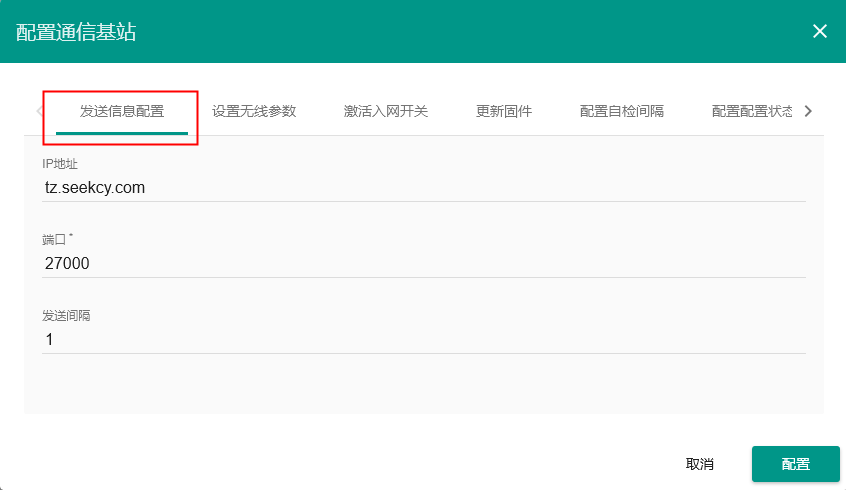 配置通信基站
发送信息配置 设置无线参数 激活入网开关 更新固件 配置自检间隔 配置配置状态
IP地址
tz.seekcy.com
端口 *
27000
发送间隔
1
取消 配置